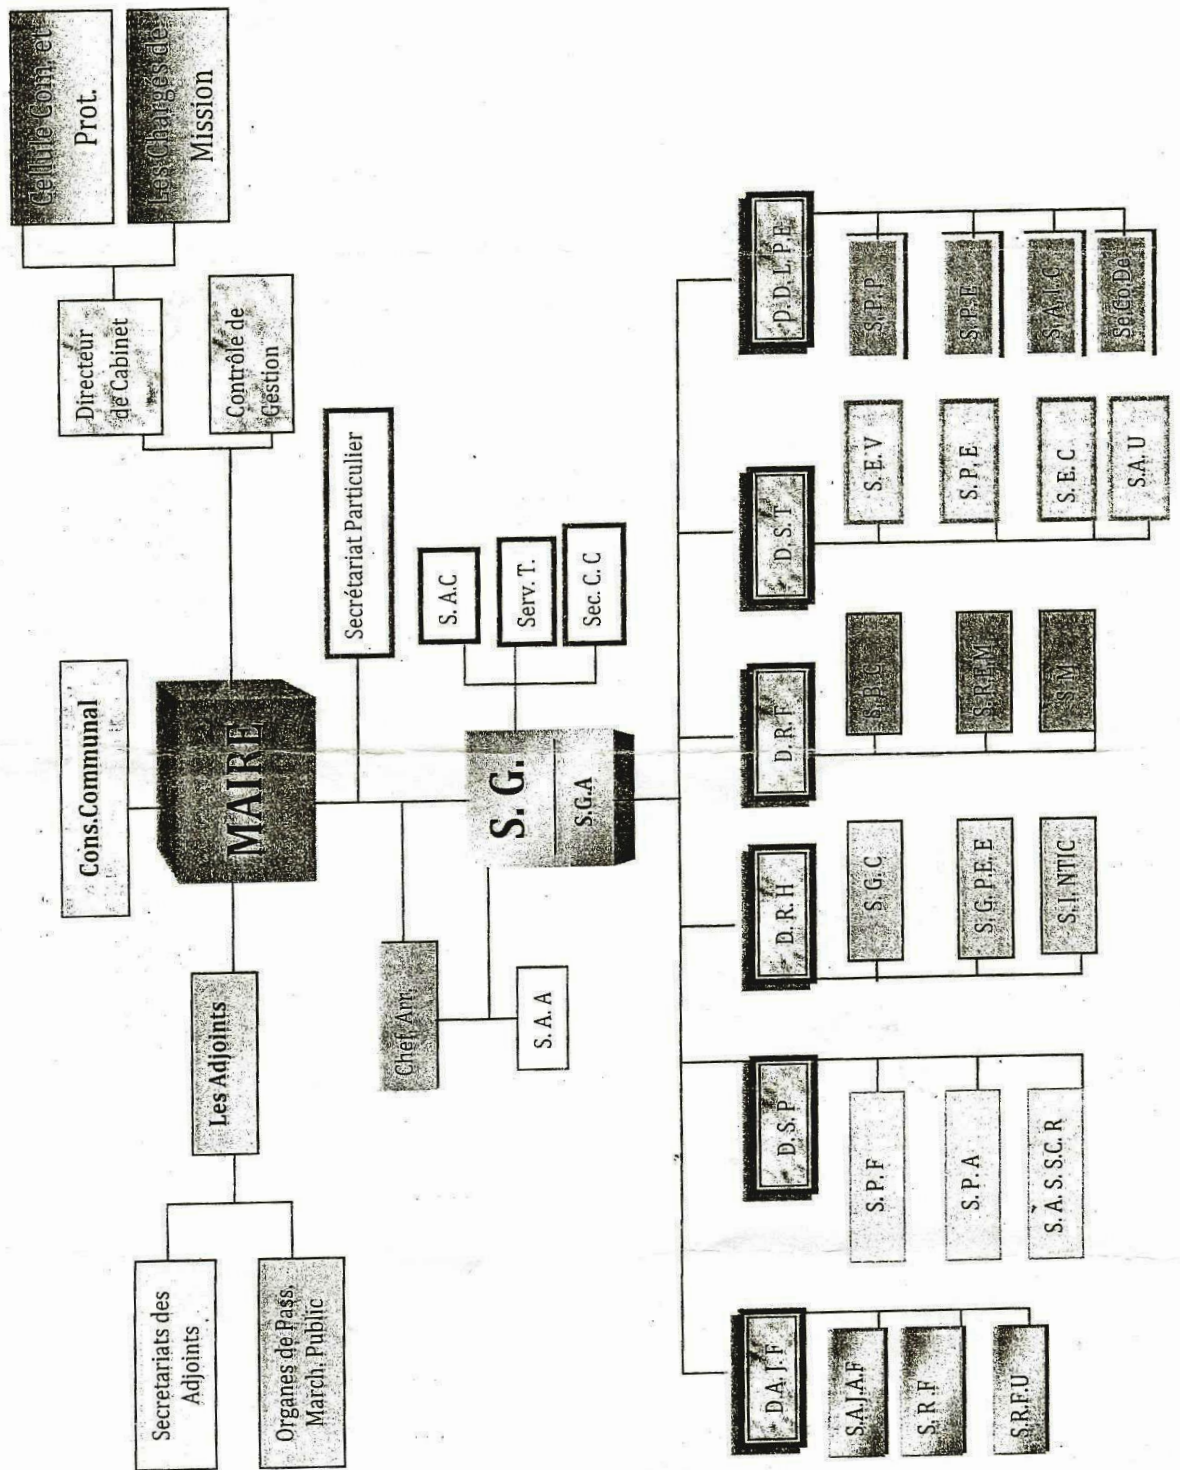 Cons.Communal
Cellule Com. et
Prot.
Les Chargés de
Mission
Directeur
de Cabinet
Contrôle de
Gestion
MAIRE
Les Adjoints
Secretariats des
Adjoints
Organes de Pass.
March. Public
Secrétariat Particulier
Chef. Arr.
S. A. A
S. G.
S.G.A
S. A.C
Serv. T.
Sec. C. C
D.A. J. F
S.A.J.A.F
S. R .F
S.R.F.U
D. S. P
S. P. F
S. P. A
S. A. S. S.C. R
D. R. H
S. G. C
S. G. P.E. E
S. I. NTIC
D. R. F.
S.B.C
S.R.F.M
S M
D. S. T
S. E. V
S. P. E
S. E. C
S.A. U
D. D. L. P. E
S. P. P
S. P. E
S. A.I. C
Se.Co.De